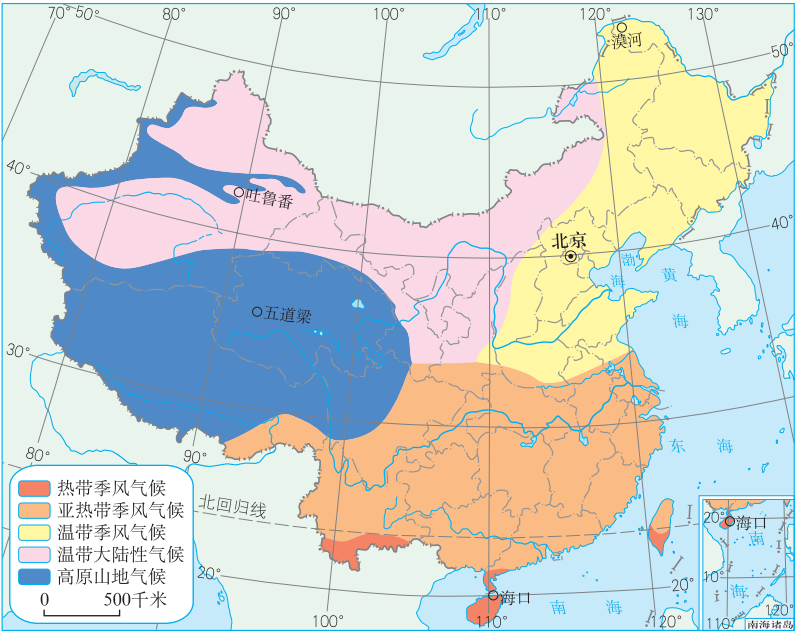 70°
50°
80°
90°
100°
110°
120°
130°
50°
漠河
40°
吐鲁番
北京
40°
渤
海
黄
海
五道梁
30°
30°
东
海
80°
90°
北回归线
热带季风气候
亚热带季风气候
温带季风气候
温带大陆性气候
高原山地气候
0
500千米
20°
100°
海口
110°
南
海
20°
120°
20°
海口
南
10°
海
110°
120°
南海诸岛